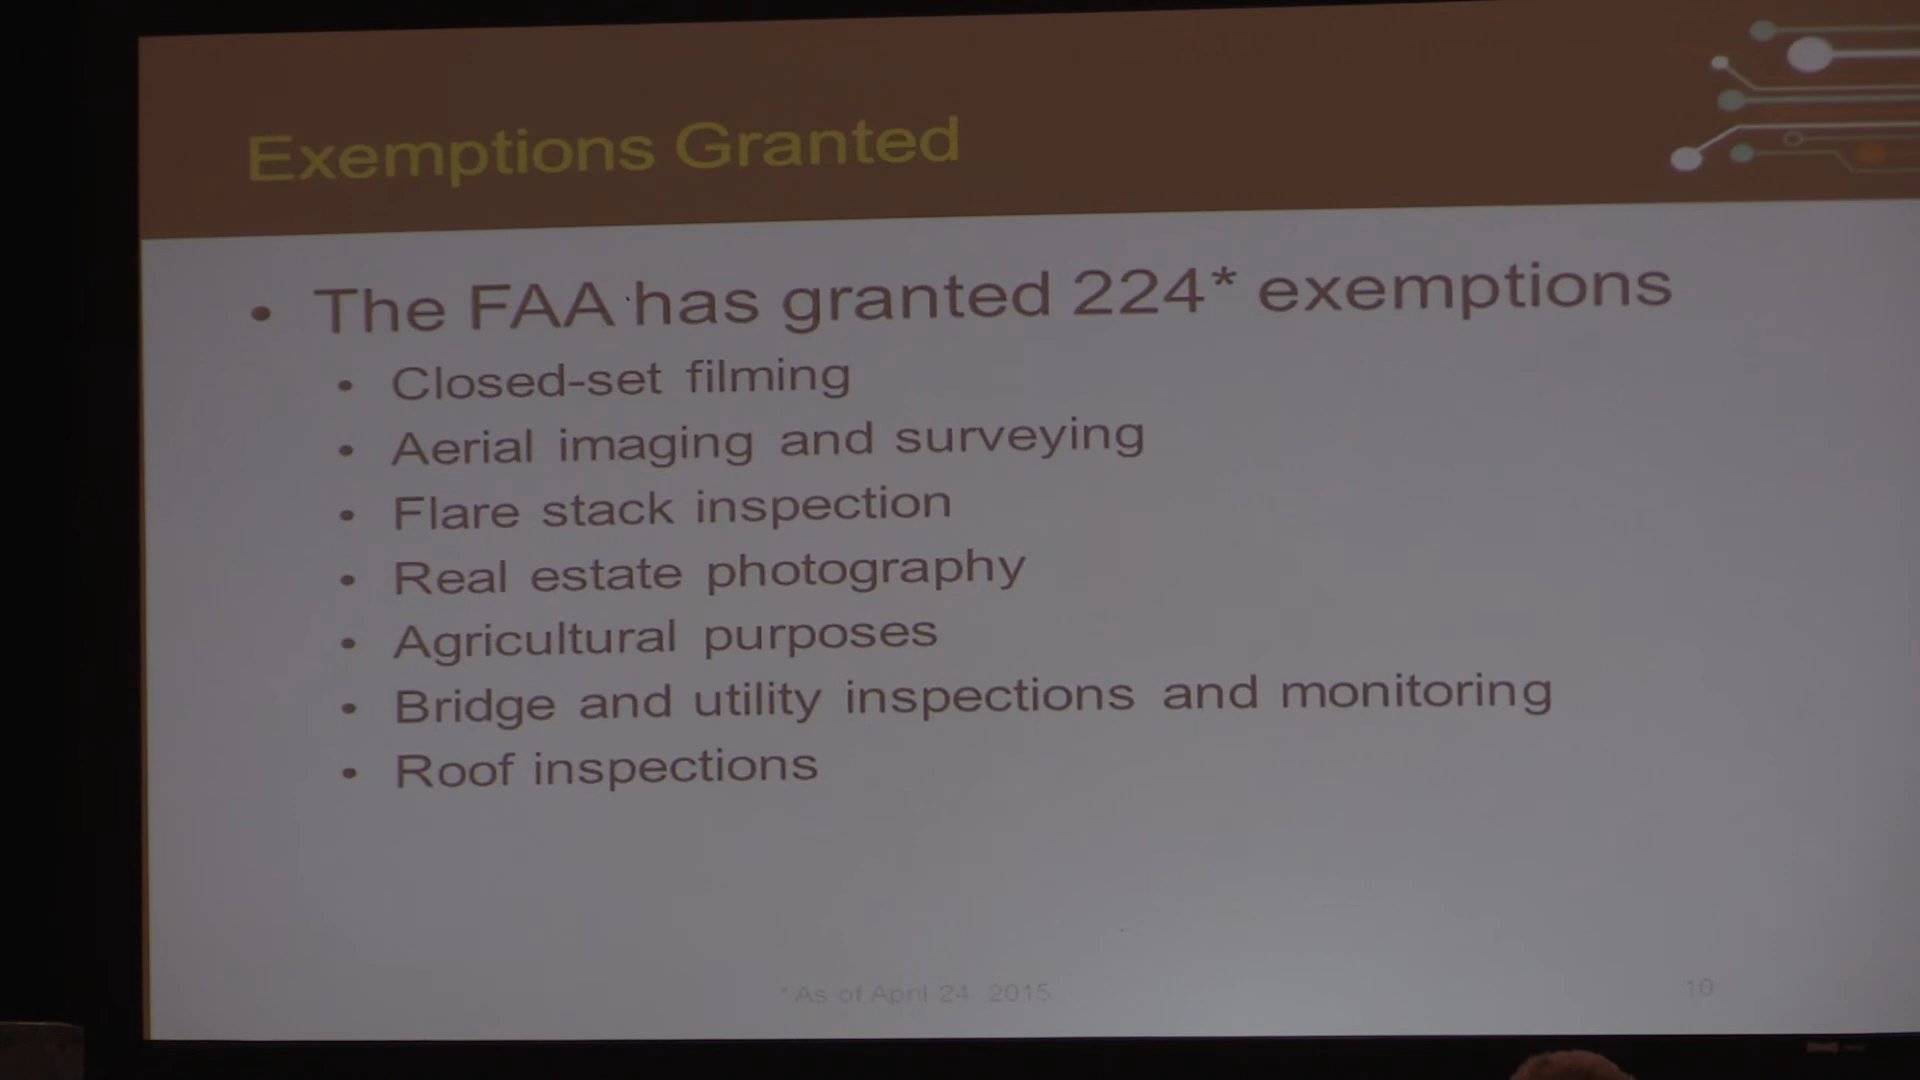 Exemptions Granted
• The FAA has granted 224* exemptions
• Closed-set filming
• Aerial imaging and surveying
• Flare stack inspection
• Real estate photography
• Agricultural purposes
• Bridge and utility inspections and monitoring
• Roof inspections
* As of April 24, 2015
10